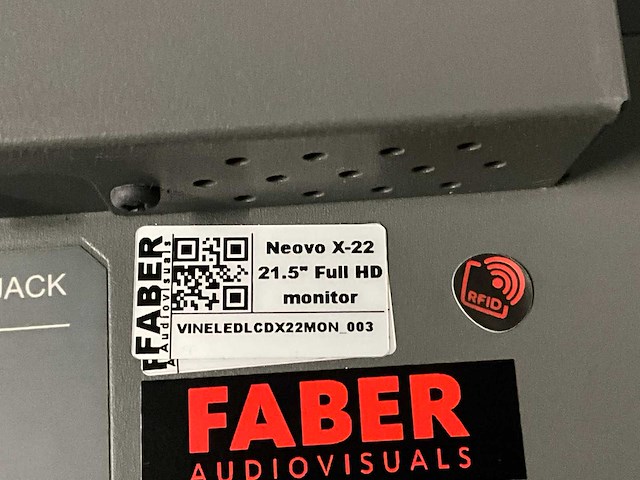 JACK
FABER
Audiovisuals
Neovo X-22
21.5" Full HD
monitor
VINELEDLCDX22MON_003
RFID
FABER
AUDIOVISUALS